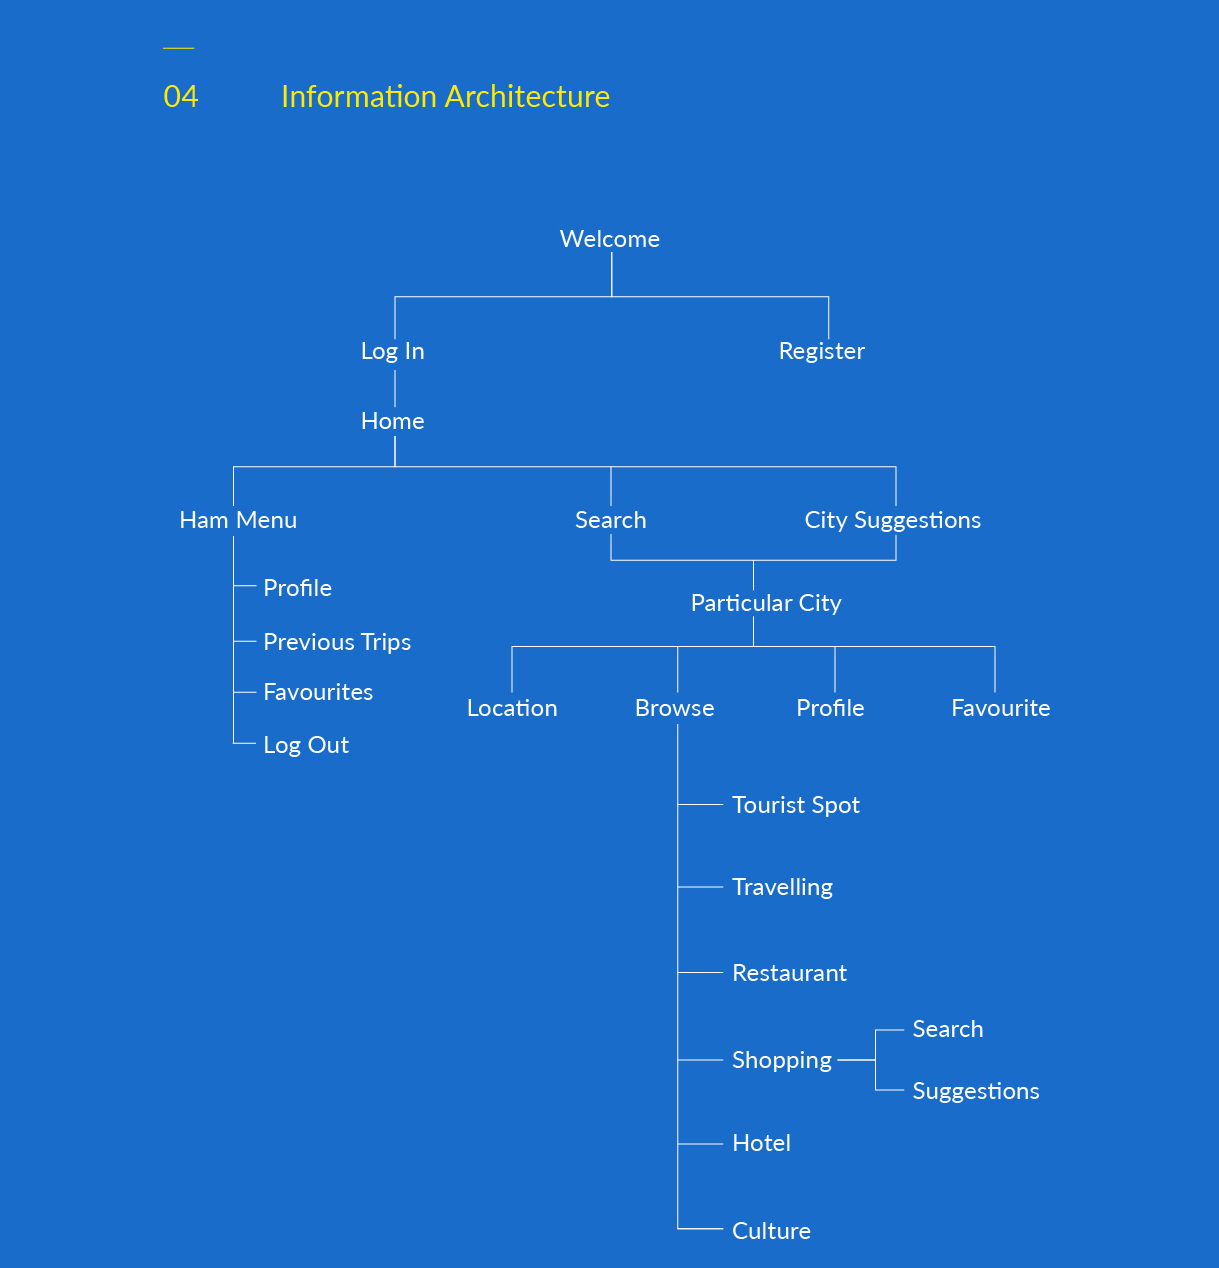 04 Information Architecture
Welcome
Log In Register
Home
Ham Menu Search City Suggestions
Profile
Previous Trips
Favourites
Log Out
Particular City
Location Browse Profile Favourite
Tourist Spot
Travelling
Restaurant
Shopping
Search
Suggestions
Hotel
Culture